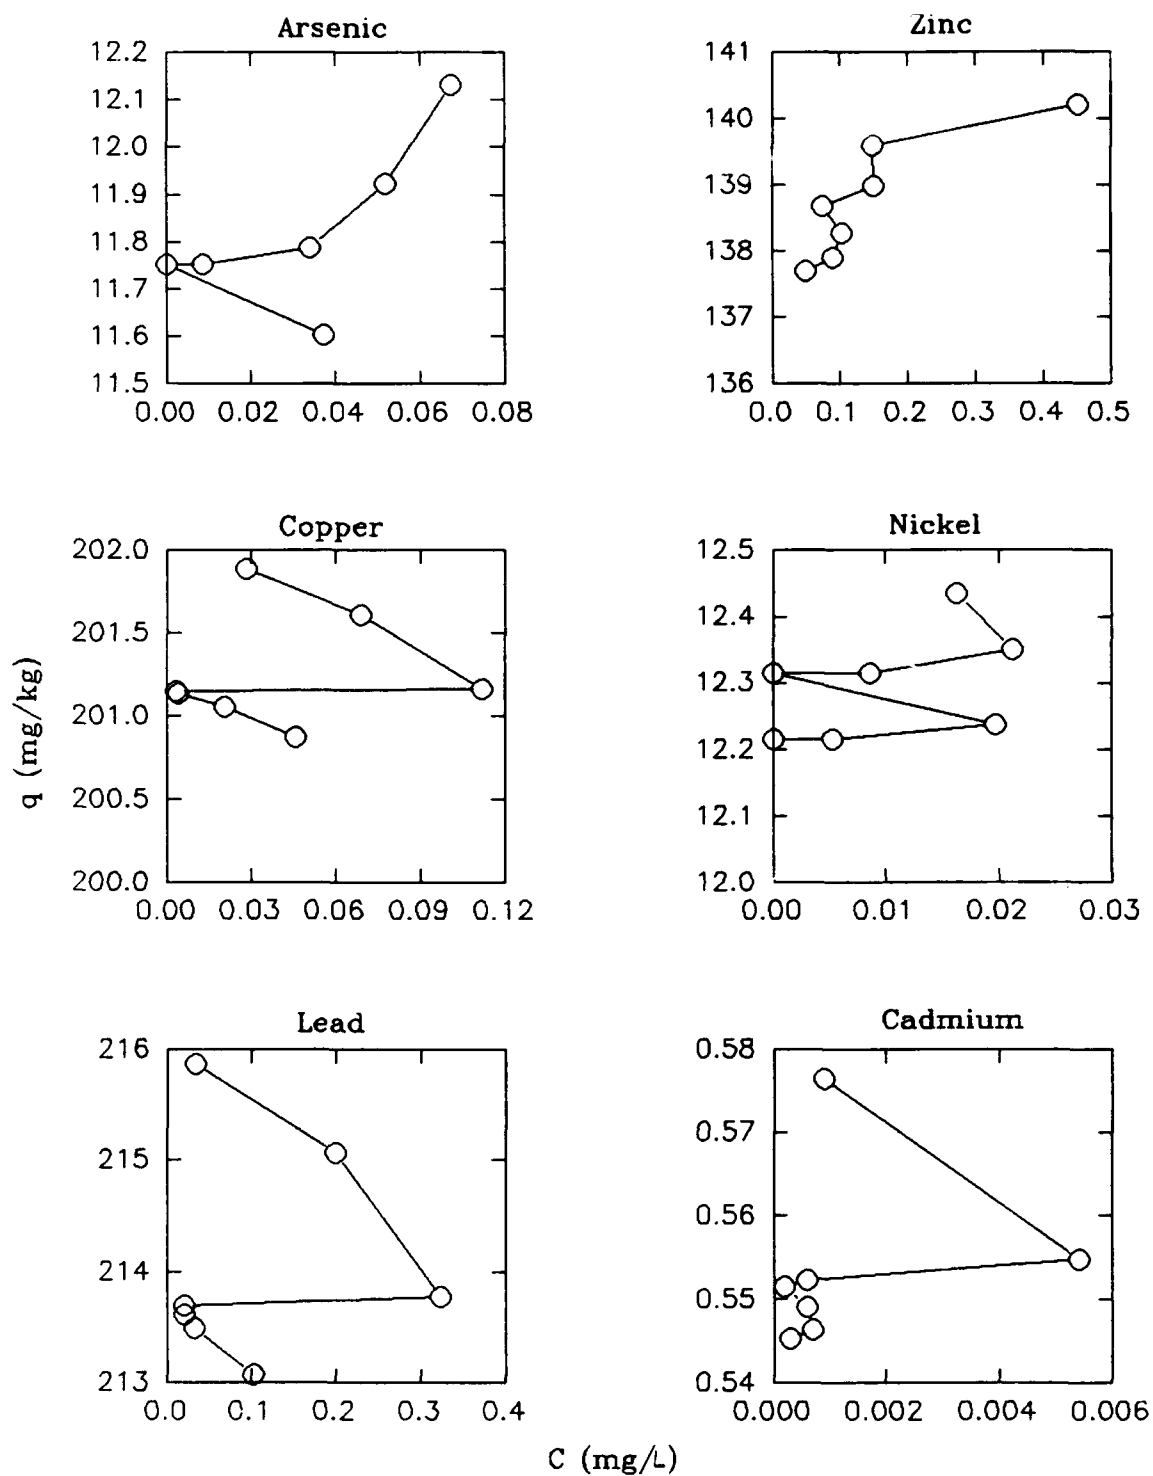 Arsenic
12.2
12.1
12.0
11.9
11.8
11.7
11.6
11.5
0.00 0.02 0.04 0.06 0.08
Zinc
141
140
139
138
137
136
0.0 0.1 0.2 0.3 0.4 0.5
Copper
202.0
201.5
201.0
200.5
200.0
0.00 0.03 0.06 0.09 0.12
Nickel
12.5
12.4
12.3
12.2
12.1
12.0
0.00 0.01 0.02 0.03
q (mg/kg)
Lead
216
215
214
213
0.0 0.1 0.2 0.3 0.4
Cadmium
0.58
0.57
0.56
0.55
0.54
0.000 0.002 0.004 0.006
C (mg/L)